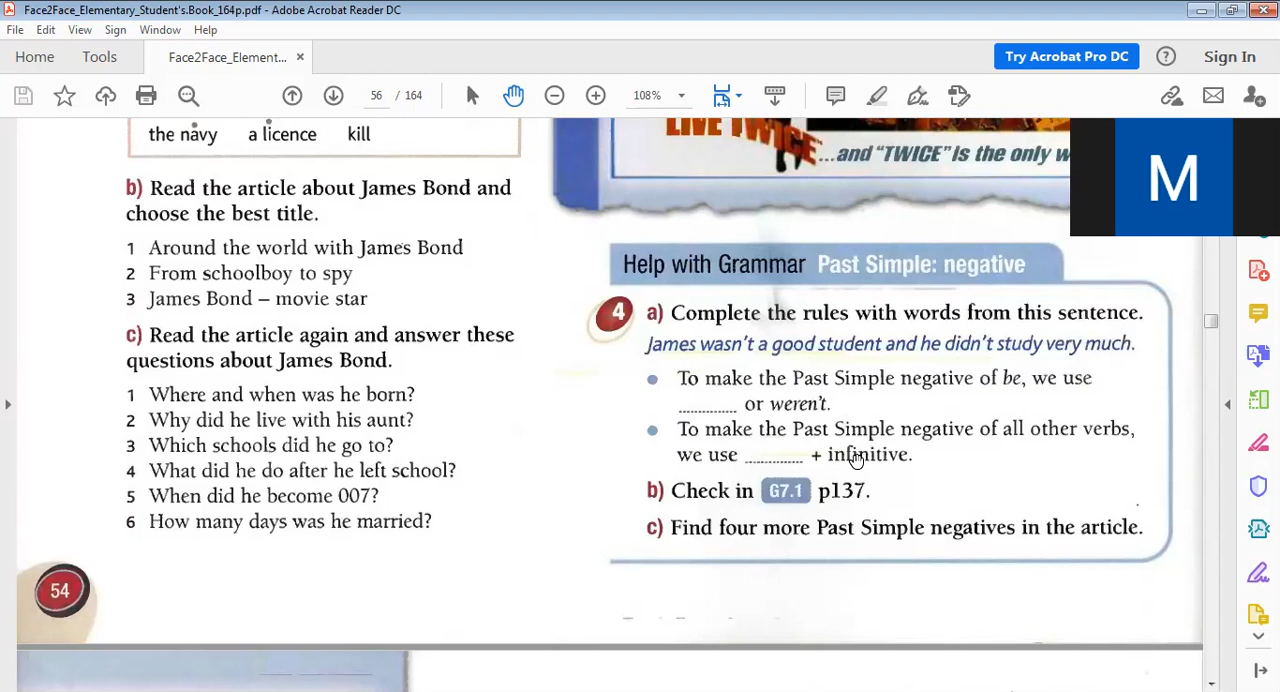 Face2Face_Elementary_Student's.Book_164p.pdf - Adobe Acrobat Reader DC
File Edit View Sign Window Help
Home Tools Face2Face_Element... × Try Acrobat Pro DC ? Sign In
56 / 164 108%
the navy a licence kill
b) Read the article about James Bond and
choose the best title.
1 Around the world with James Bond
2 From schoolboy to spy
3 James Bond – movie star
c) Read the article again and answer these
questions about James Bond.
1 Where and when was he born?
2 Why did he live with his aunt?
3 Which schools did he go to?
4 What did he do after he left school?
5 When did he become 007?
6 How many days was he married?
54
LIVE TWICE
...and "TWICE" is the only w
M
Help with Grammar Past Simple: negative
4 a) Complete the rules with words from this sentence.
James wasn't a good student and he didn't study very much.
• To make the Past Simple negative of be, we use
............ or weren't.
• To make the Past Simple negative of all other verbs,
we use ............ + infinitive.
b) Check in G7.1 p137.
c) Find four more Past Simple negatives in the article.